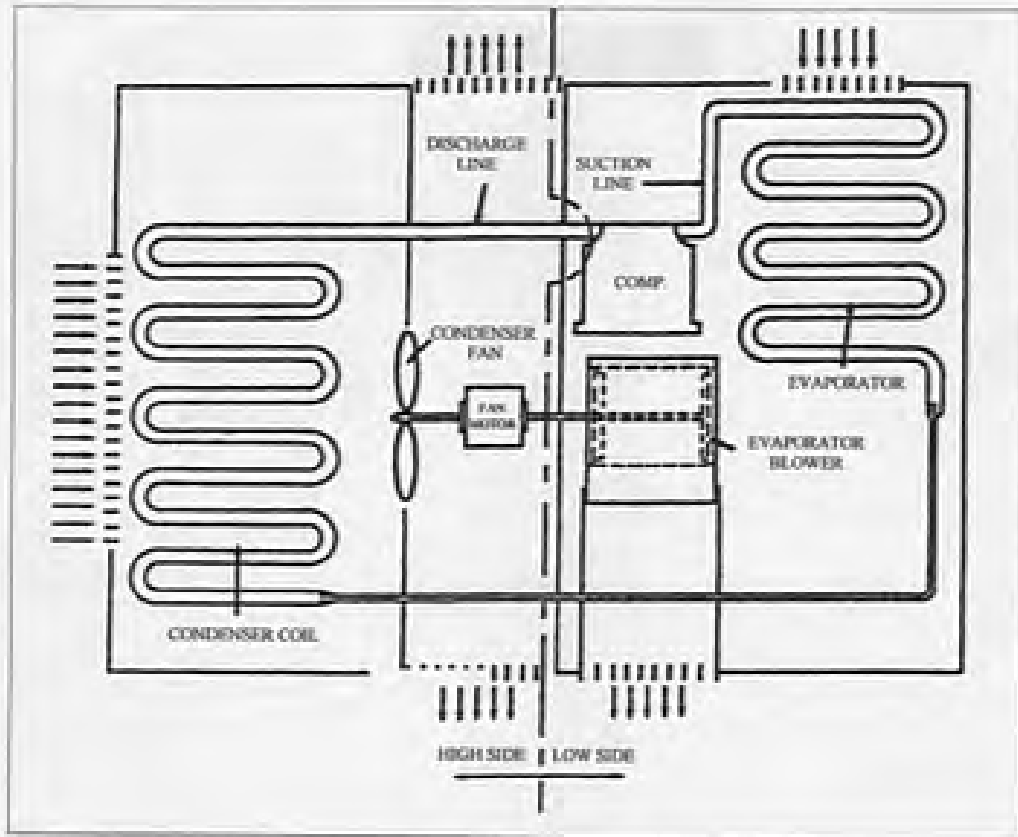 DISCHARGE
LINE
SUCTION
LINE
COMP.
CONDENSER
FAN
FAN
MOTOR
EVAPORATOR
EVAPORATOR
BLOWER
CONDENSER COIL
HIGH SIDE
LOW SIDE